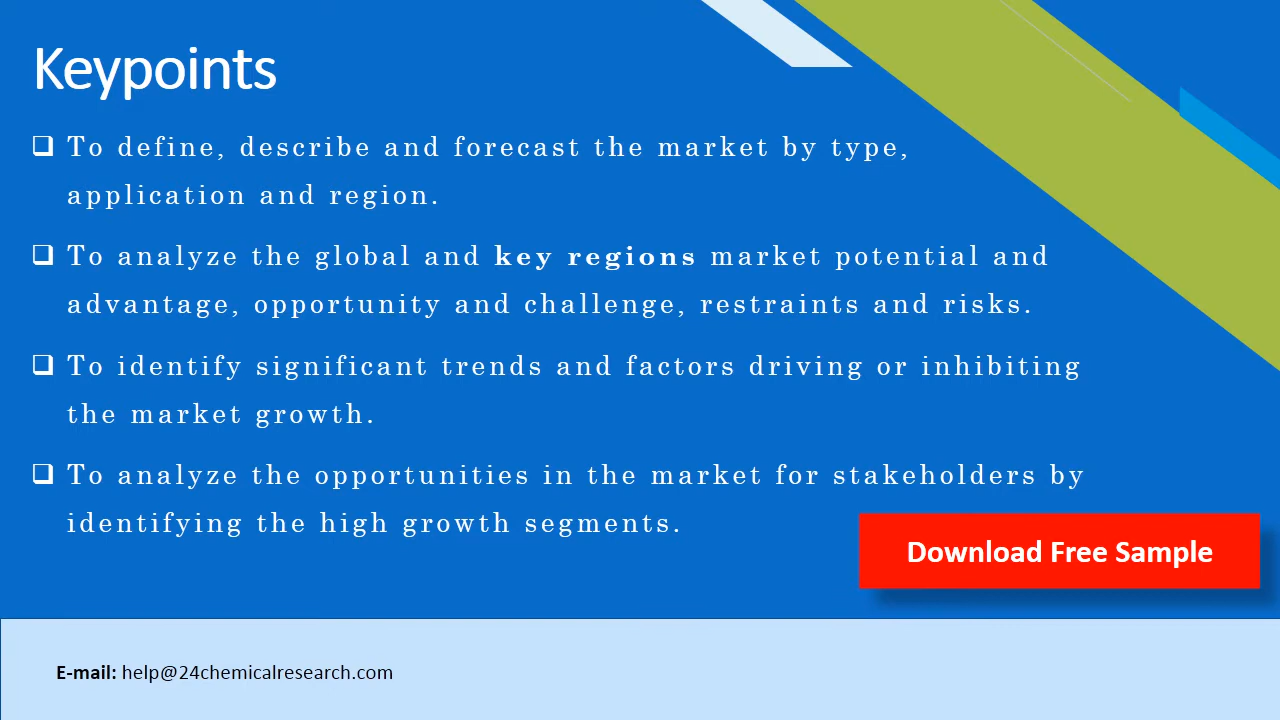 Keypoints
❑ To define, describe and forecast the market by type,
application and region.
❑ To analyze the global and key regions market potential and
advantage, opportunity and challenge, restraints and risks.
❑ To identify significant trends and factors driving or inhibiting
the market growth.
❑ To analyze the opportunities in the market for stakeholders by
identifying the high growth segments.
Download Free Sample
E-mail: help@24chemicalresearch.com